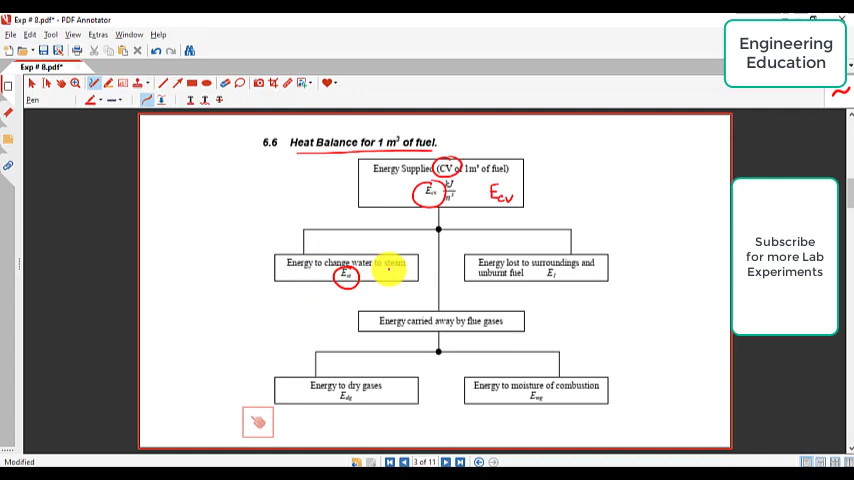 Exp # 8.pdf* - PDF Annotator
File Edit Tool View Extras Window Help
Exp # 8.pdf*
Pen
Engineering
Education
6.6 Heat Balance for 1 m³ of fuel.
Energy Supplied (CV of 1m³ of fuel)
E_cv kJ/m³
E_CV
Energy to change water to steam
E_st
Energy lost to surroundings and
unburnt fuel E_l
Energy carried away by flue gases
Energy to dry gases
E_dg
Energy to moisture of combustion
E_mg
Subscribe
for more Lab
Experiments
Modified
3 of 11